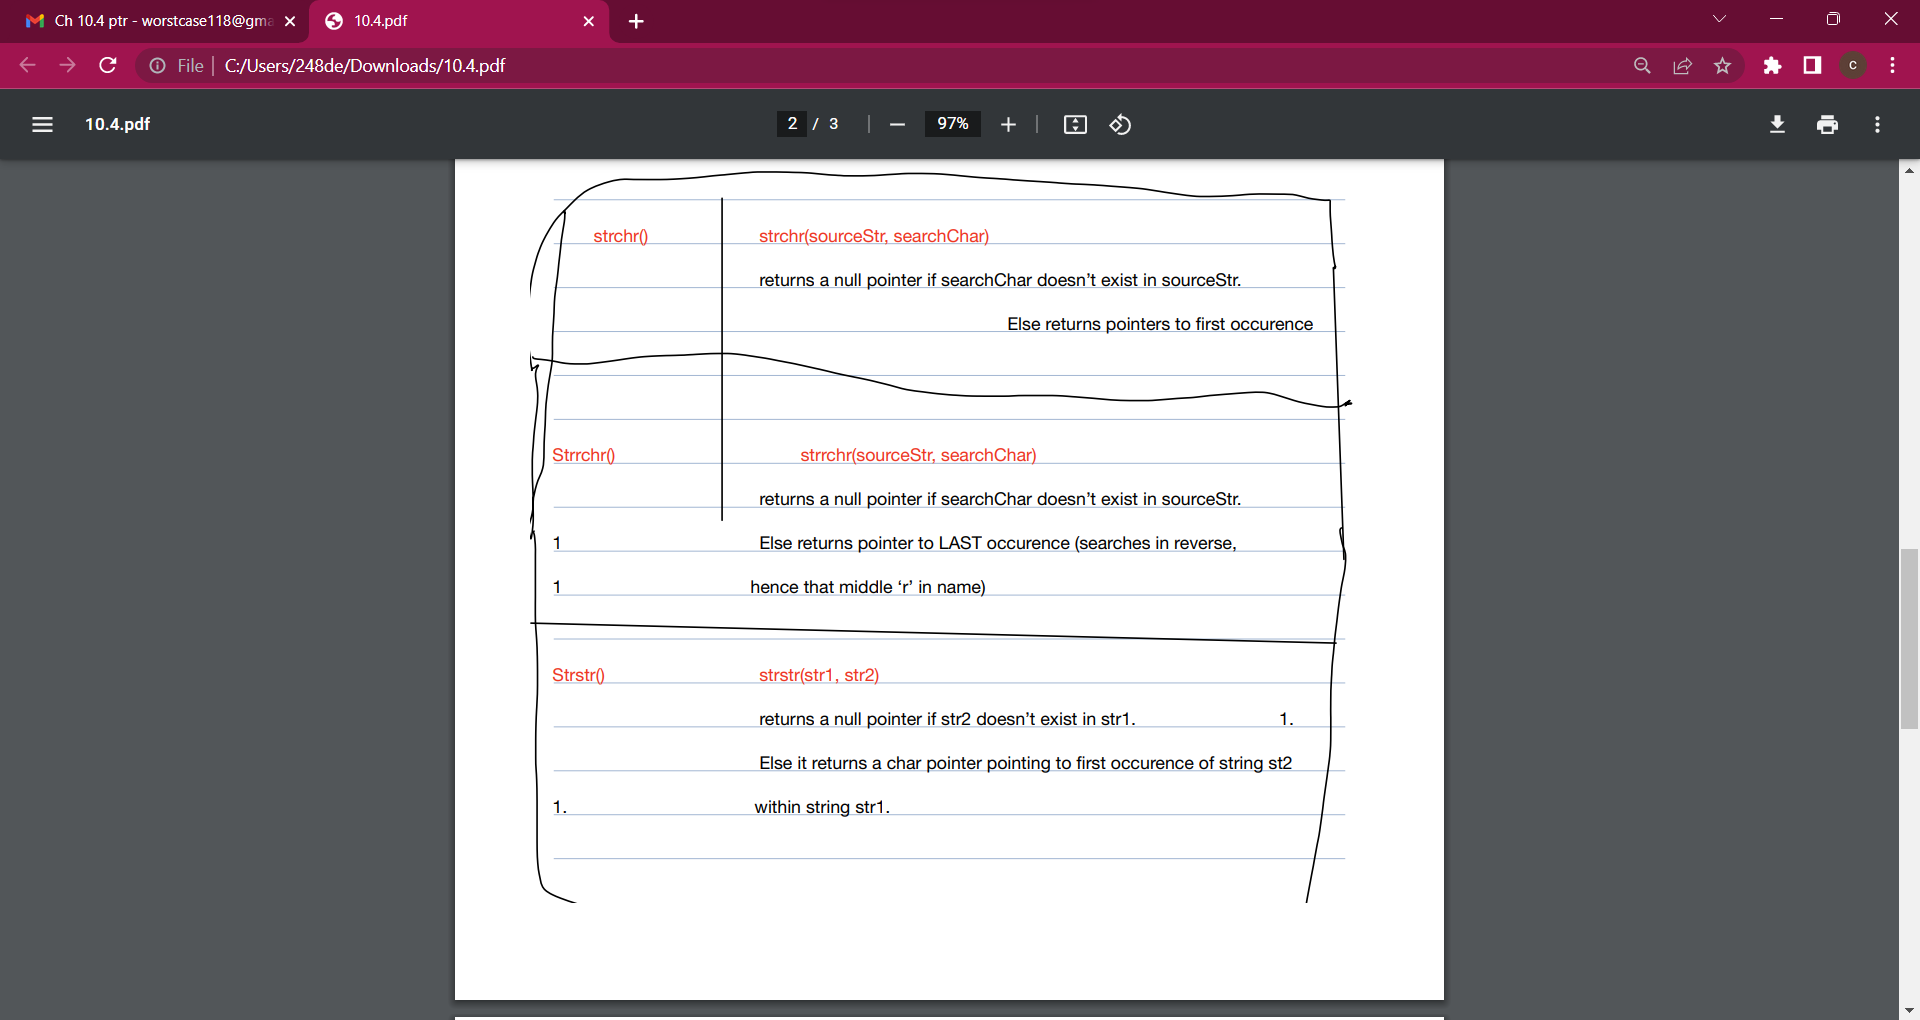 Ch 10.4 ptr - worstcase118@gma
10.4.pdf
File
C:/Users/248de/Downloads/10.4.pdf
c
10.4.pdf
2 / 3
97%
strchr() strchr(sourceStr, searchChar)
returns a null pointer if searchChar doesn’t exist in sourceStr.
Else returns pointers to first occurence
Strrchr() strrchr(sourceStr, searchChar)
returns a null pointer if searchChar doesn’t exist in sourceStr.
1 Else returns pointer to LAST occurence (searches in reverse,
1 hence that middle ‘r’ in name)
Strstr() strstr(str1, str2)
returns a null pointer if str2 doesn’t exist in str1. 1.
Else it returns a char pointer pointing to first occurence of string st2
1. within string str1.